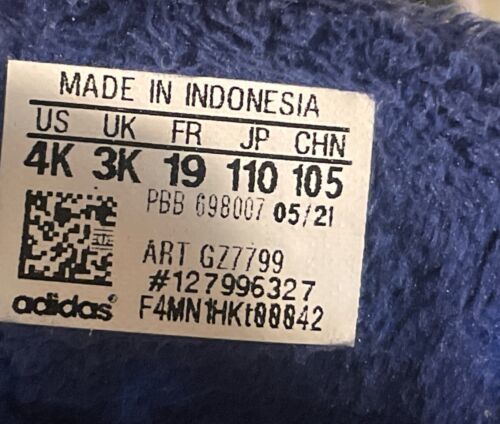 MADE IN INDONESIA
US UK FR JP CHN
4K 3K 19 110 105
PBB 698007 05/21
ART GZ7799
#127996327
adidas F4MN1HKt00042